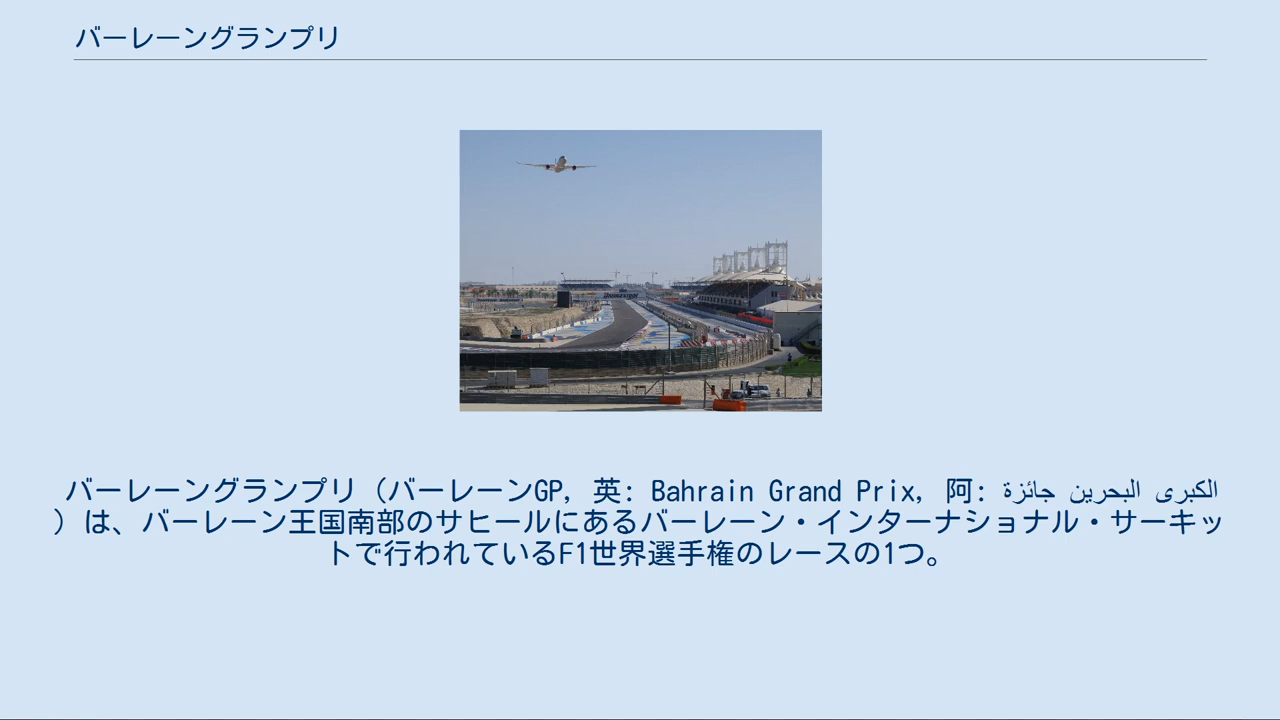 バーレーングランプリ
バーレーングランプリ（バーレーンGP, 英: Bahrain Grand Prix, 阿: جائزة البحرين الكبرى
）は、バーレーン王国南部のサヒールにあるバーレーン・インターナショナル・サーキッ
トで行われているF1世界選手権のレースの1つ。